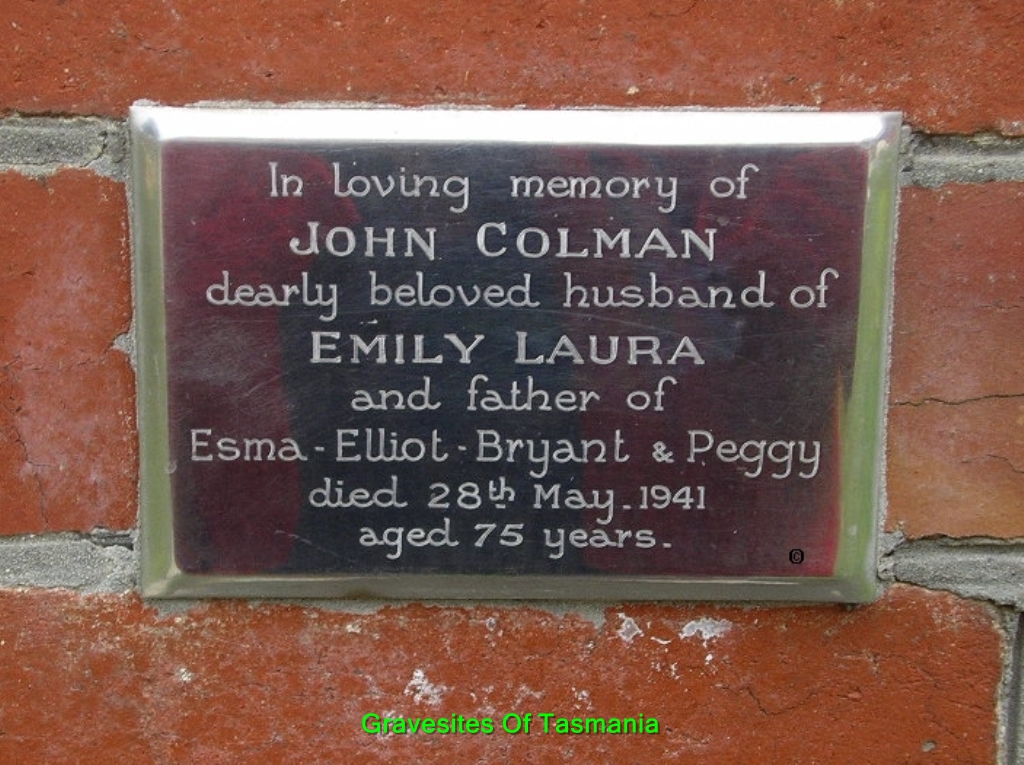 In loving memory of
JOHN COLMAN
dearly beloved husband of
EMILY LAURA
and father of
Esma - Elliot - Bryant & Peggy
died 28th May. 1941
aged 75 years.
©
Gravesites Of Tasmania